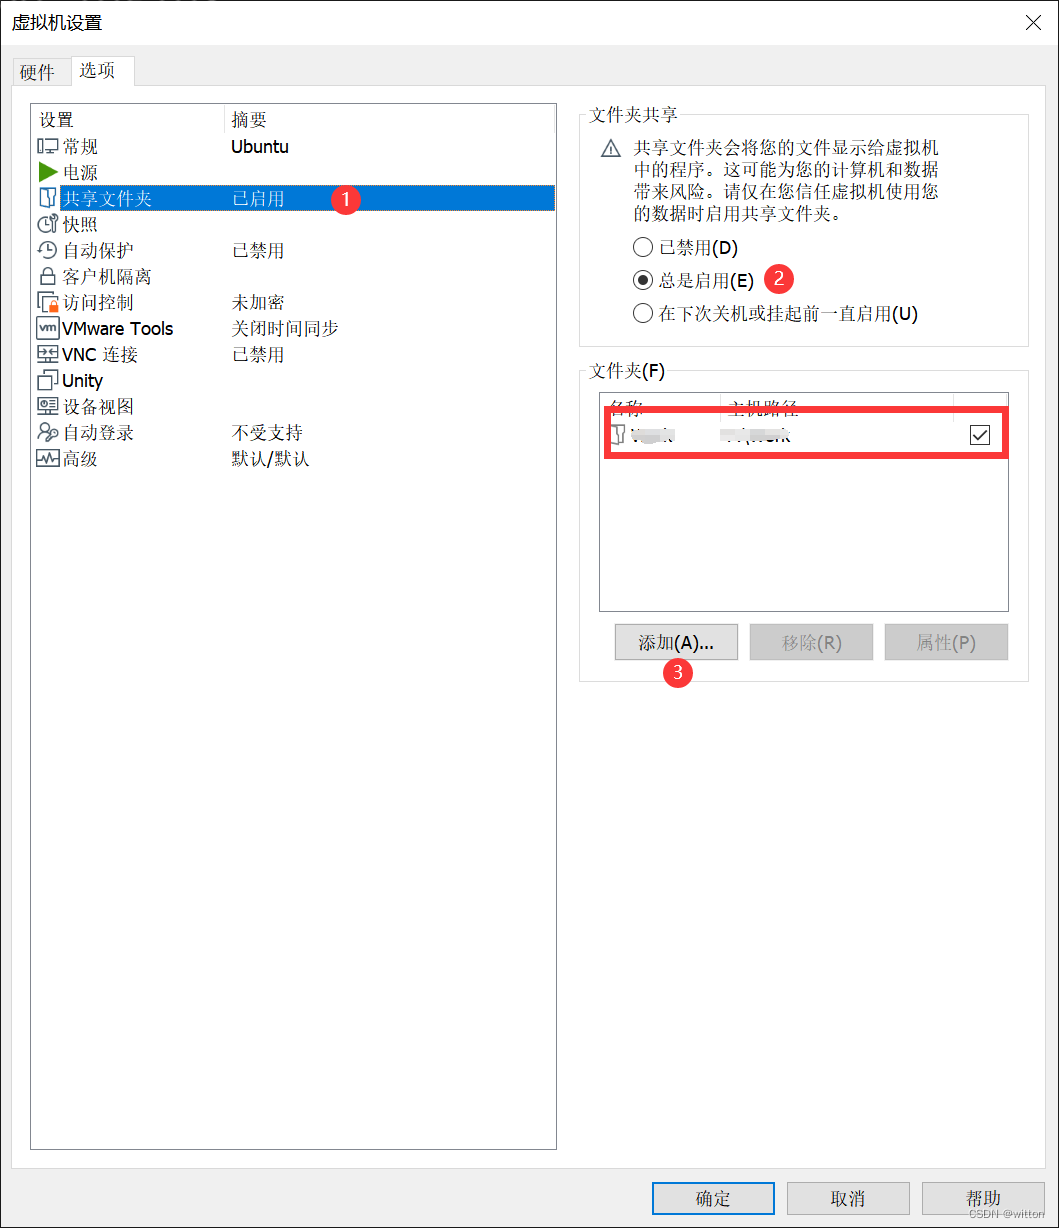 虚拟机设置
硬件 选项
设置 摘要
常规 Ubuntu
电源
共享文件夹 已启用 1
快照
自动保护 已禁用
客户机隔离
访问控制 未加密
vm VMware Tools 关闭时间同步
VNC 连接 已禁用
Unity
设备视图
自动登录 不受支持
高级 默认/默认
文件夹共享
共享文件夹会将您的文件显示给虚拟机
中的程序。这可能为您的计算机和数据
带来风险。请仅在您信任虚拟机使用您
的数据时启用共享文件夹。
已禁用(D)
总是启用(E) 2
在下次关机或挂起前一直启用(U)
文件夹(F)
名称 主机路径
添加(A)... 移除(R) 属性(P)
3
确定 取消 帮助
CSDN @witton